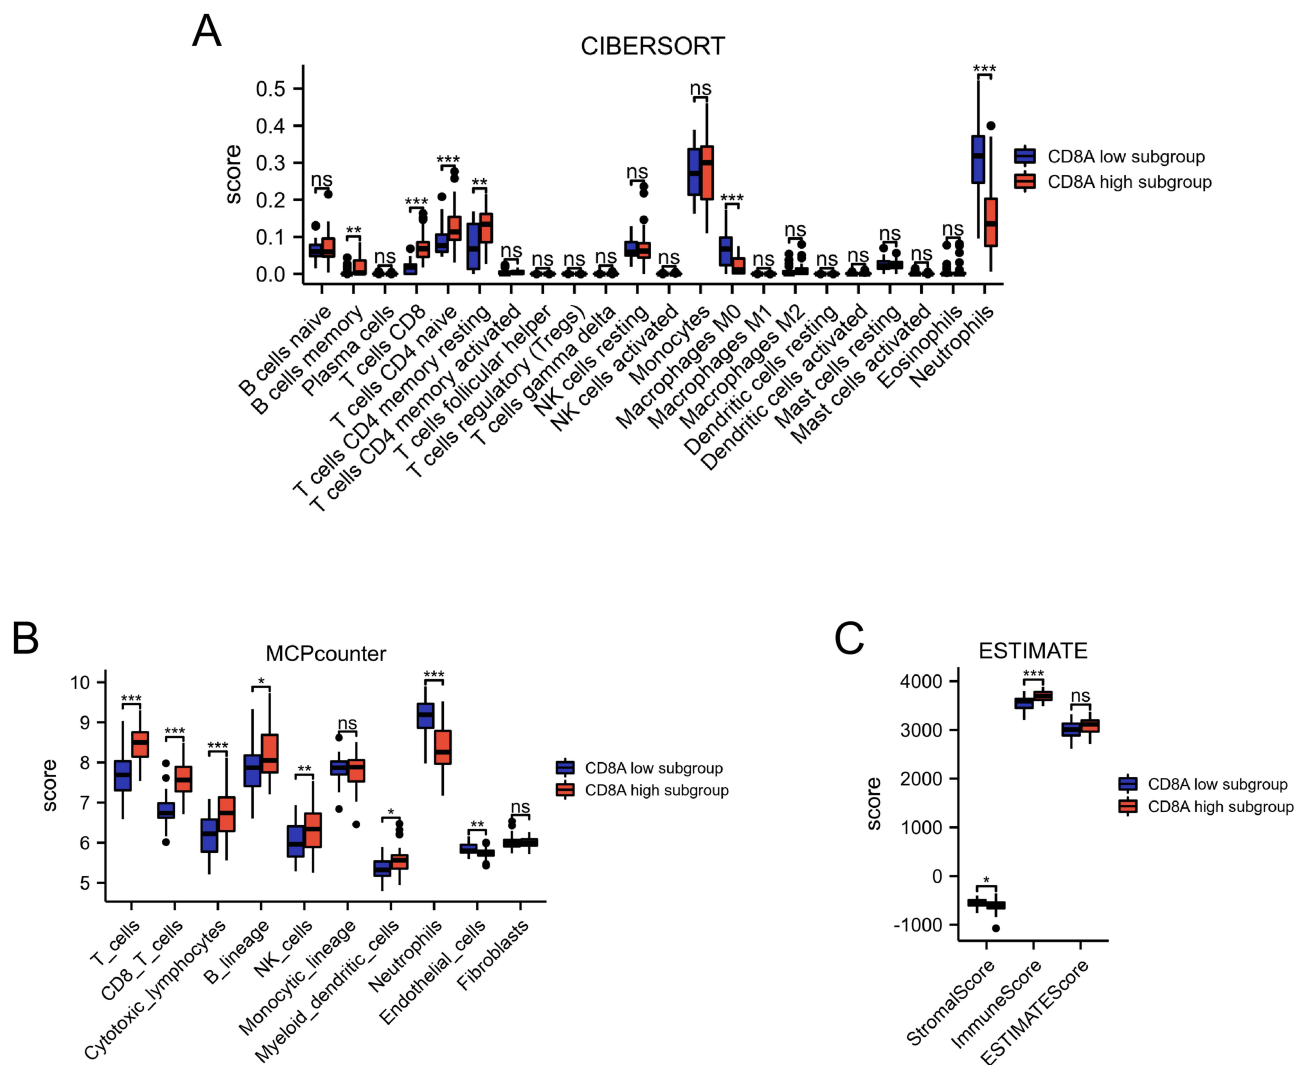 A
CIBERSORT
score
0.5
0.4
0.3
0.2
0.1
0.0
ns
**
ns
***
***
**
ns
ns
ns
ns
ns
ns
ns
***
ns
ns
ns
ns
ns
ns
ns
***
CD8A low subgroup
CD8A high subgroup
B cells naive
B cells memory
Plasma cells
T cells CD8
T cells CD4 naive
T cells CD4 memory resting
T cells CD4 memory activated
T cells follicular helper
T cells regulatory (Tregs)
T cells gamma delta
NK cells resting
NK cells activated
Monocytes
Macrophages M0
Macrophages M1
Macrophages M2
Dendritic cells resting
Dendritic cells activated
Mast cells resting
Mast cells activated
Eosinophils
Neutrophils
B
MCPcounter
score
10
9
8
7
6
5
***
***
***
*
**
ns
*
***
**
ns
CD8A low subgroup
CD8A high subgroup
T_cells
CD8_T_cells
Cytotoxic_lymphocytes
B_lineage
NK_cells
Monocytic_lineage
Myeloid_dendritic_cells
Neutrophils
Endothelial_cells
Fibroblasts
C
ESTIMATE
score
4000
3000
2000
1000
0
-1000
*
***
ns
CD8A low subgroup
CD8A high subgroup
StromalScore
ImmuneScore
ESTIMATEScore